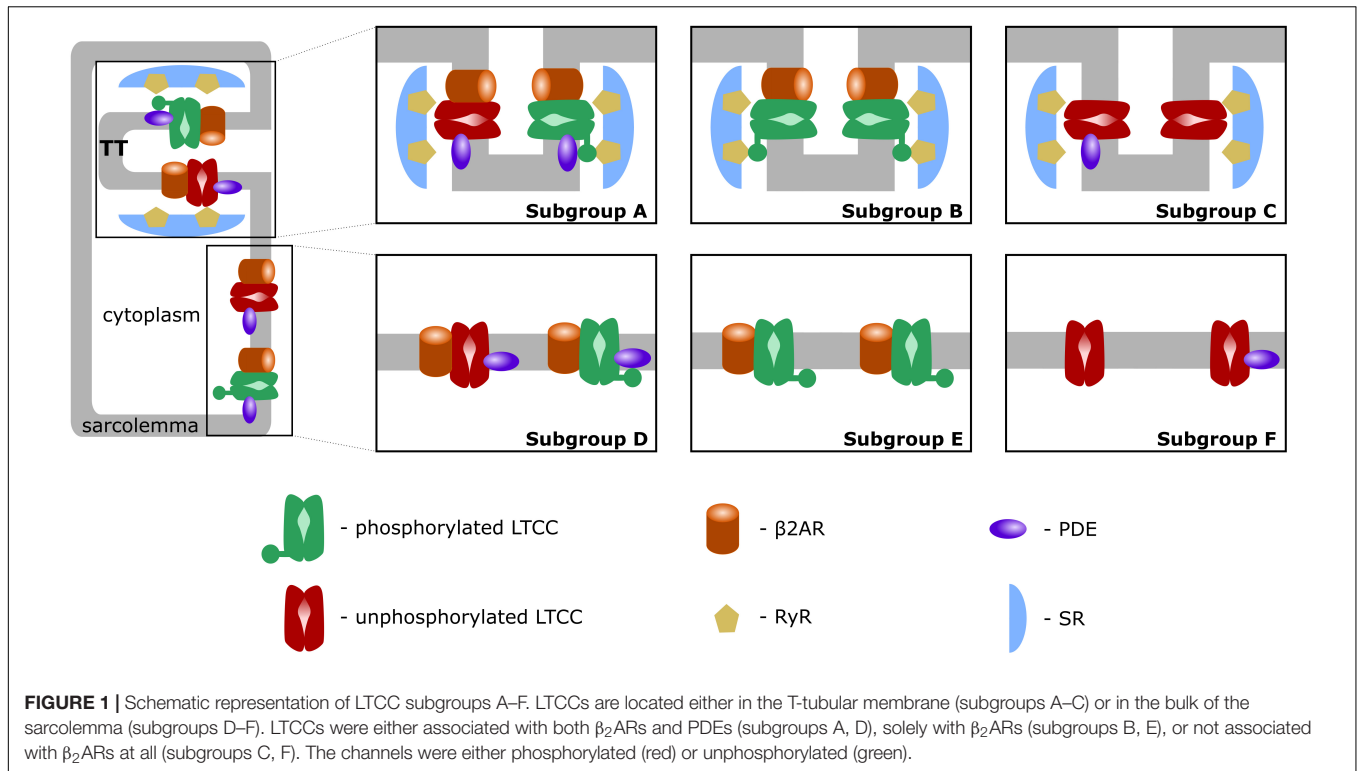 TT
cytoplasm
sarcolemma
Subgroup A
Subgroup B
Subgroup C
Subgroup D
Subgroup E
Subgroup F
- phosphorylated LTCC
- β2AR
- PDE
- unphosphorylated LTCC
- RyR
- SR
FIGURE 1 | Schematic representation of LTCC subgroups A–F. LTCCs are located either in the T-tubular membrane (subgroups A–C) or in the bulk of the
sarcolemma (subgroups D–F). LTCCs were either associated with both β₂ARs and PDEs (subgroups A, D), solely with β₂ARs (subgroups B, E), or not associated
with β₂ARs at all (subgroups C, F). The channels were either phosphorylated (red) or unphosphorylated (green).